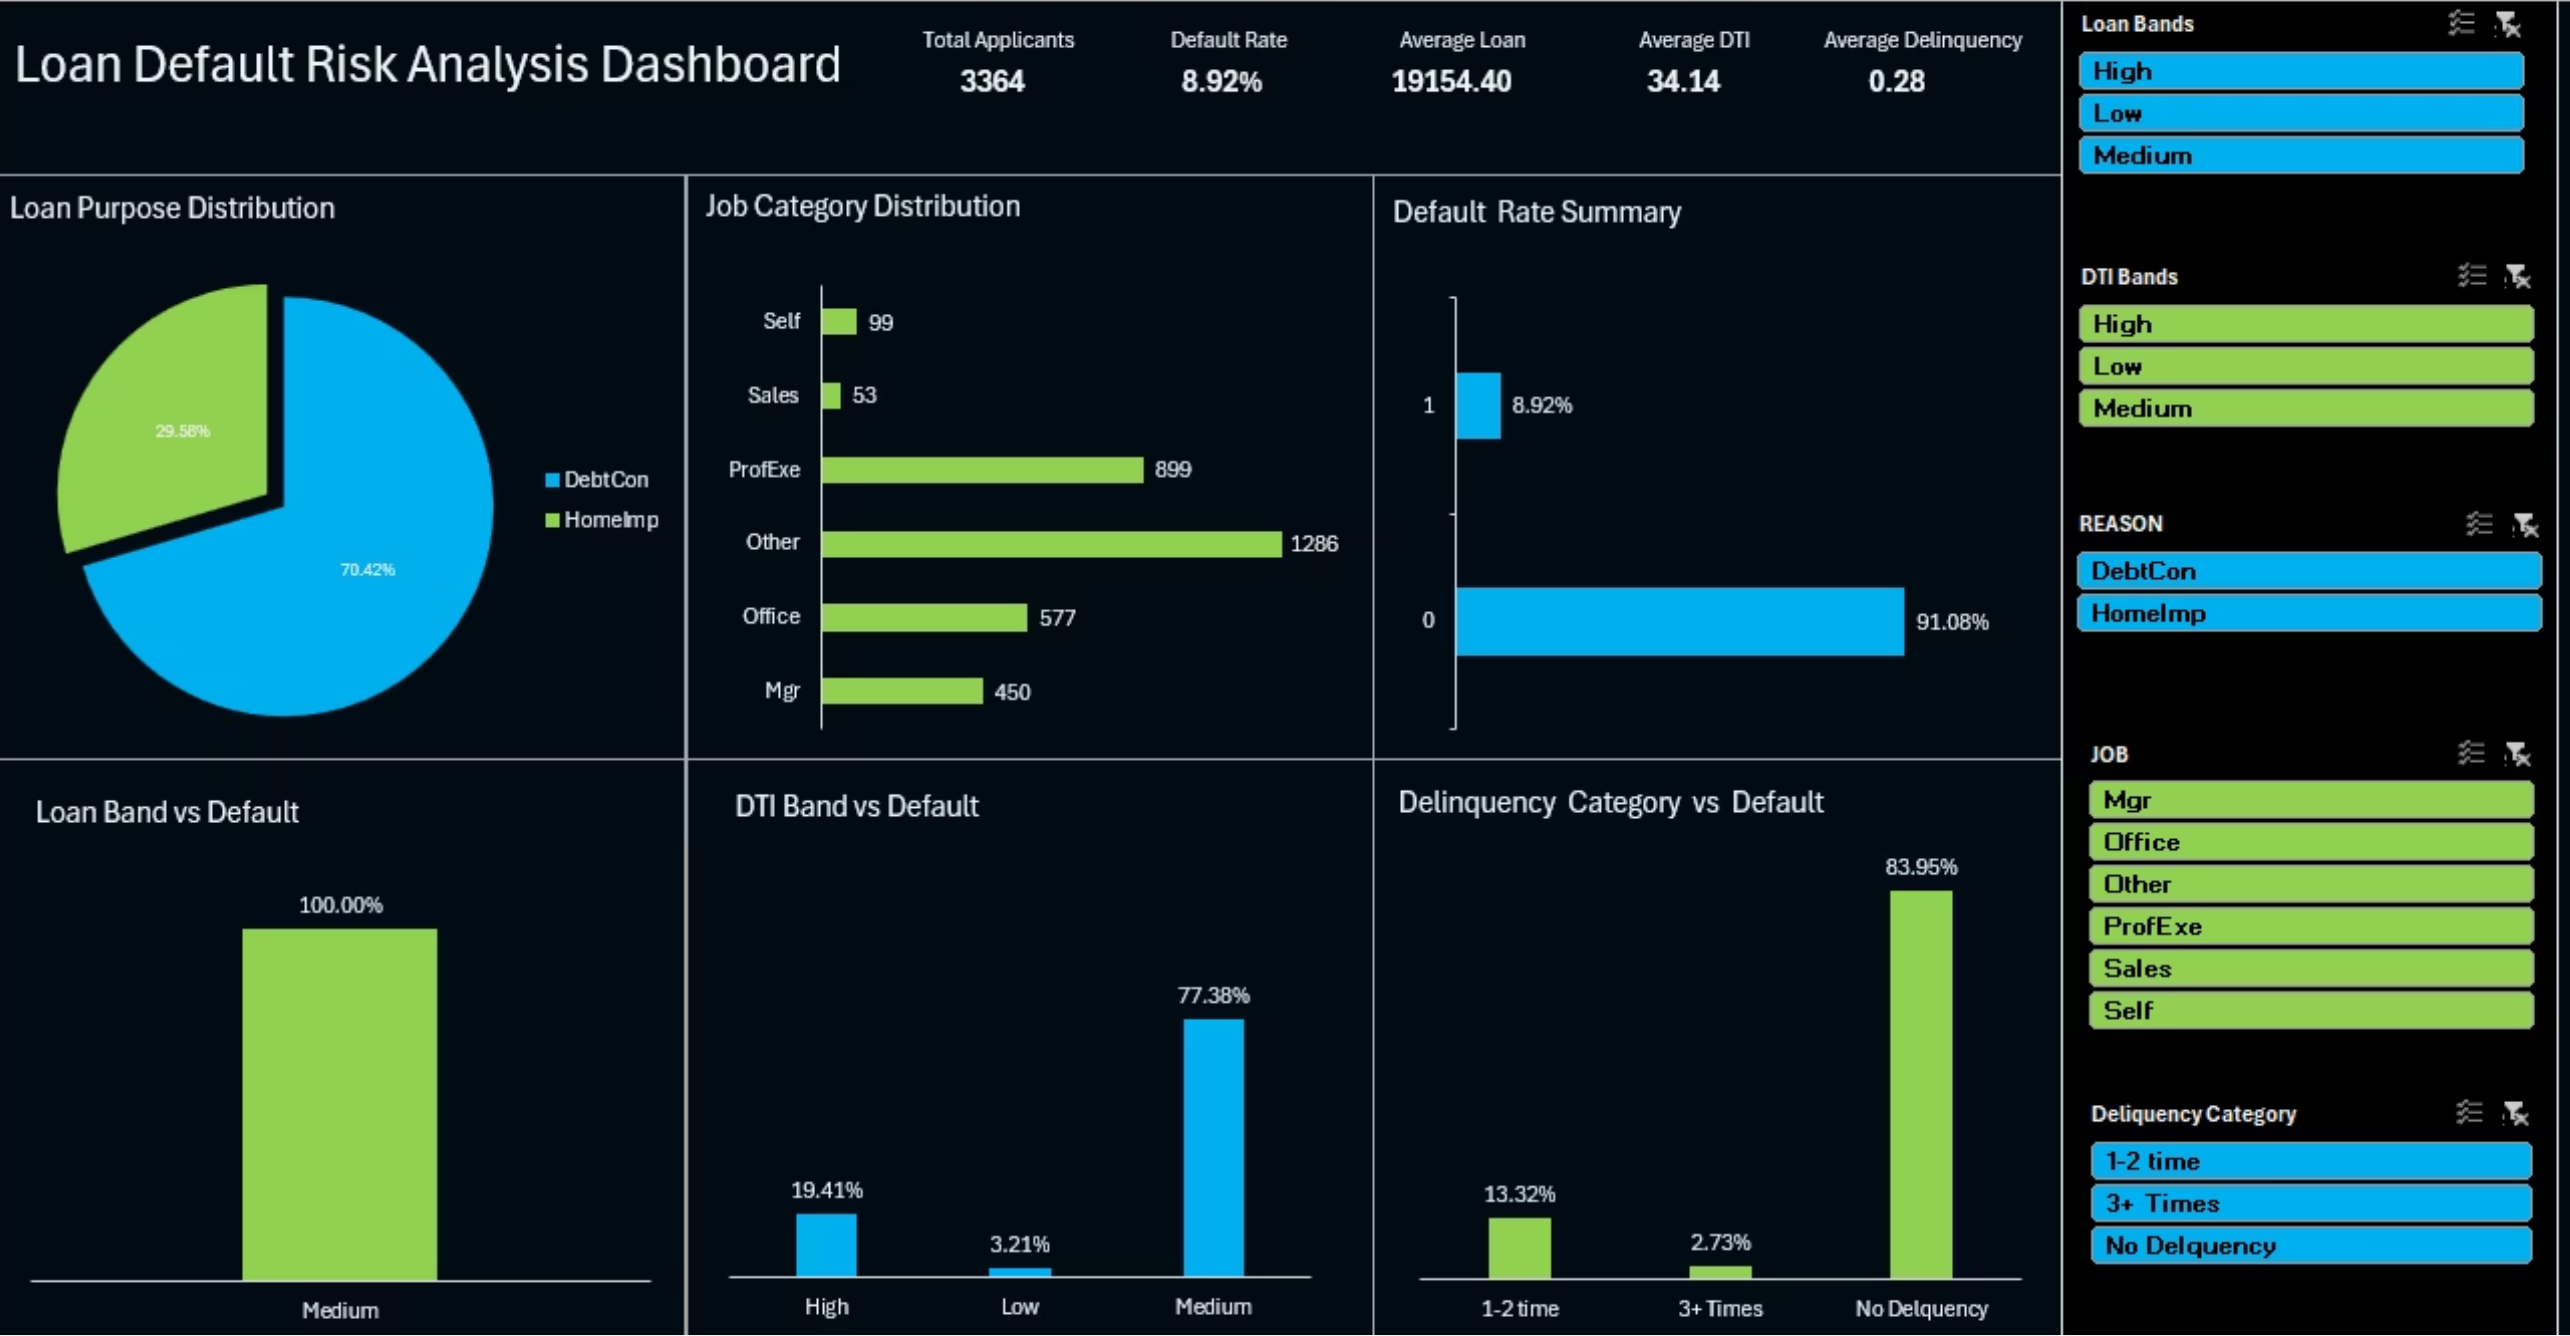 Loan Default Risk Analysis Dashboard
Total Applicants
3364
Default Rate
8.92%
Average Loan
19154.40
Average DTI
34.14
Average Delinquency
0.28
Loan Purpose Distribution
29.58%
70.42%
DebtCon
HomeImp
Job Category Distribution
Self 99
Sales 53
ProfExe 899
Other 1286
Office 577
Mgr 450
Default Rate Summary
1 8.92%
0 91.08%
Loan Band vs Default
100.00%
Medium
DTI Band vs Default
19.41%
3.21%
77.38%
High Low Medium
Delinquency Category vs Default
13.32%
2.73%
83.95%
1-2 time 3+ Times No Delquency
Loan Bands
High
Low
Medium
DTI Bands
High
Low
Medium
REASON
DebtCon
HomeImp
JOB
Mgr
Office
Other
ProfExe
Sales
Self
Deliquency Category
1-2 time
3+ Times
No Delquency